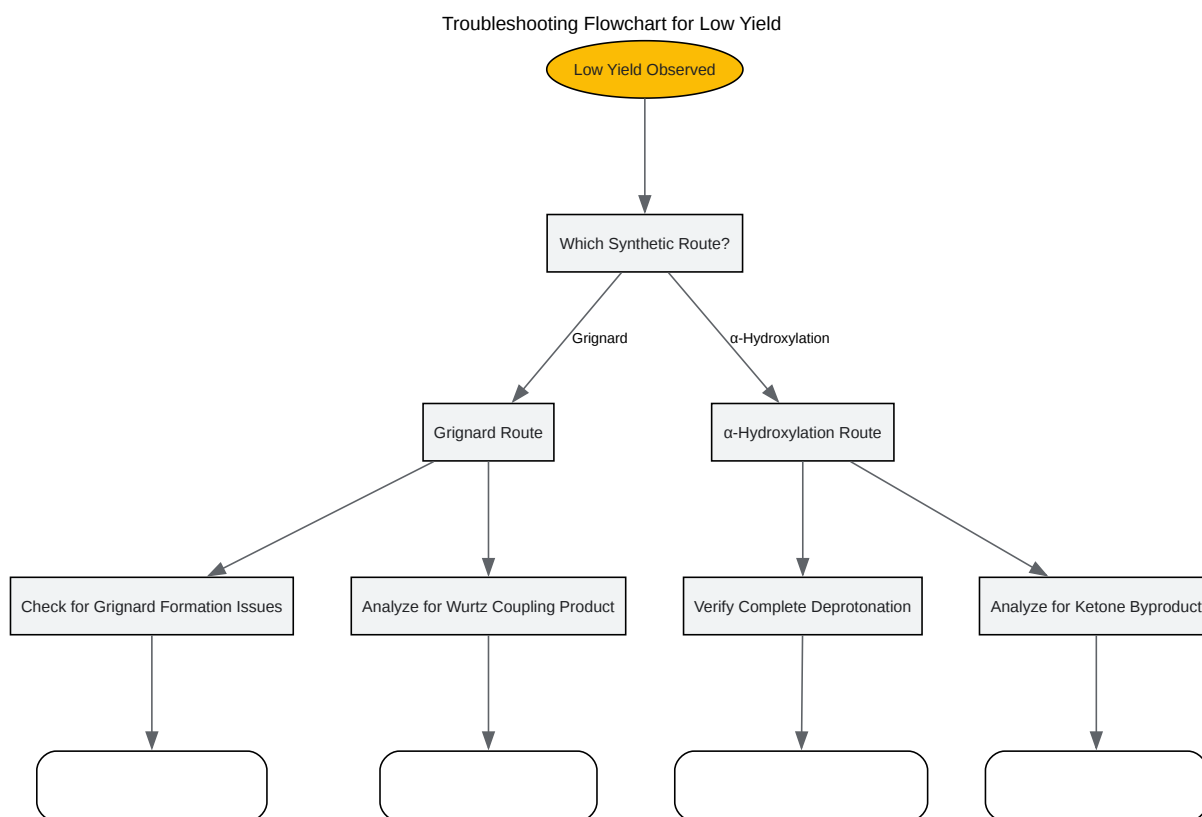 Troubleshooting Flowchart for Low Yield
Low Yield Observed
Which Synthetic Route?
Grignard
α-Hydroxylation
Grignard Route
α-Hydroxylation Route
Check for Grignard Formation Issues
Analyze for Wurtz Coupling Product
Verify Complete Deprotonation
Analyze for Ketone Byproduct